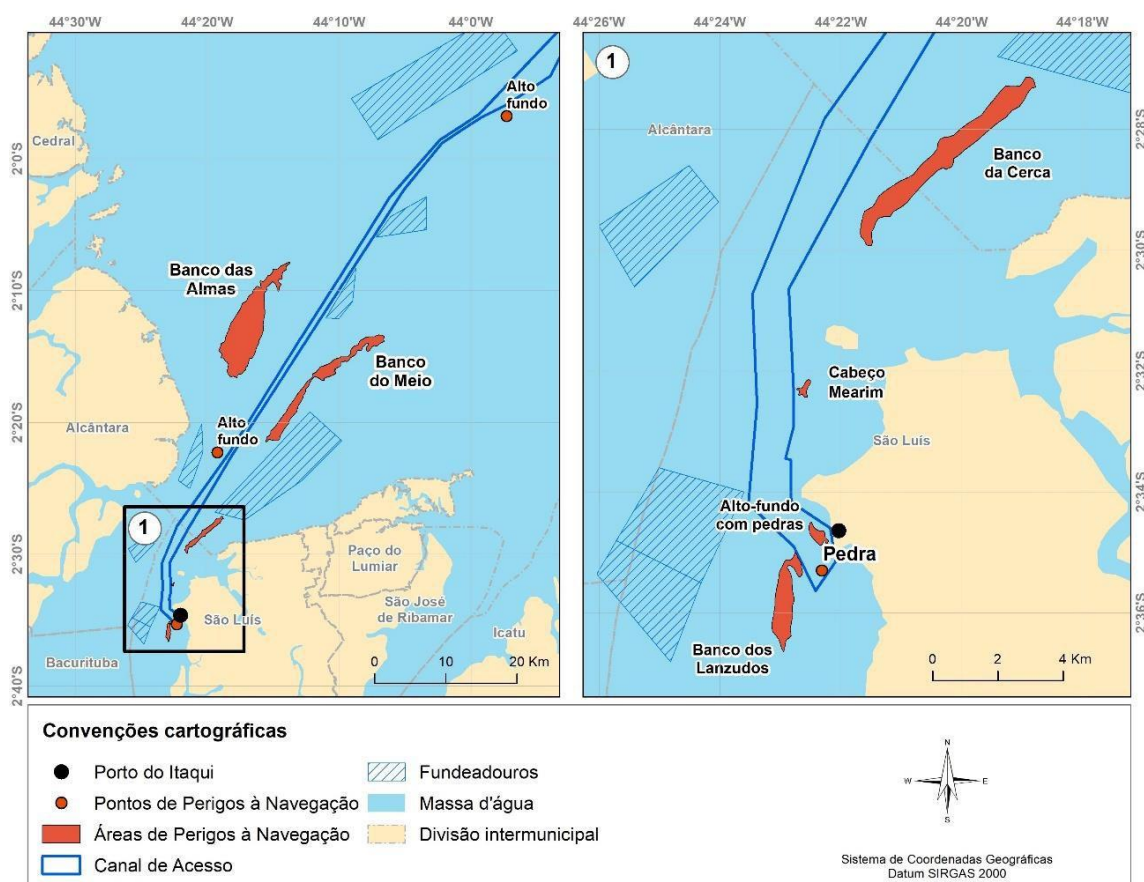 44°30'W 44°20'W 44°10'W 44°0'W
44°26'W 44°24'W 44°22'W 44°20'W 44°18'W
Alto
fundo
Cedral
2°0'S
Banco das
Almas
2°10'S
Banco
do Meio
Alto
fundo
2°20'S
Alcântara
1
2°30'S
Paço do
Lumiar
São José
de Ribamar
São Luís
Icatu
Bacurituba
0 10 20 Km
2°40'S
1
Alcântara
2°28'S
Banco
da Cerca
2°30'S
2°32'S
Cabeço
Mearim
São Luís
2°34'S
Alto-fundo
com pedras
Pedra
2°36'S
Banco dos
Lanzudos
0 2 4 Km
Convenções cartográficas
Porto do Itaqui
Pontos de Perigos à Navegação
Áreas de Perigos à Navegação
Canal de Acesso
Fundeadouros
Massa d'água
Divisão intermunicipal
N
W E
S
Sistema de Coordenadas Geográficas
Datum SIRGAS 2000